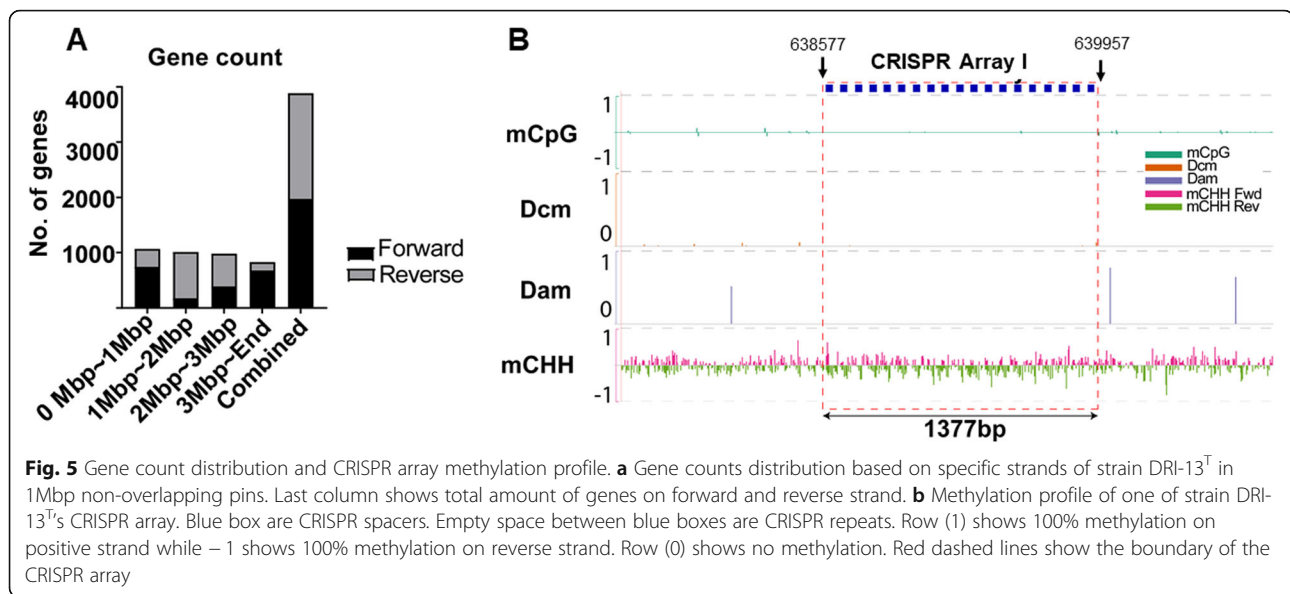 A
Gene count
4000
3000
2000
1000
No. of genes
Forward
Reverse
0 Mbp~1Mbp
1Mbp~2Mbp
2Mbp~3Mbp
3Mbp~End
Combined
B
638577
639957
CRISPR Array I
mCpG
1
-1
Dcm
1
0
Dam
1
0
mCHH
1
-1
mCpG
Dcm
Dam
mCHH Fwd
mCHH Rev
1377bp
Fig. 5 Gene count distribution and CRISPR array methylation profile. a Gene counts distribution based on specific strands of strain DRI-13T in
1Mbp non-overlapping pins. Last column shows total amount of genes on forward and reverse strand. b Methylation profile of one of strain DRI-
13T's CRISPR array. Blue box are CRISPR spacers. Empty space between blue boxes are CRISPR repeats. Row (1) shows 100% methylation on
positive strand while − 1 shows 100% methylation on reverse strand. Row (0) shows no methylation. Red dashed lines show the boundary of the
CRISPR array